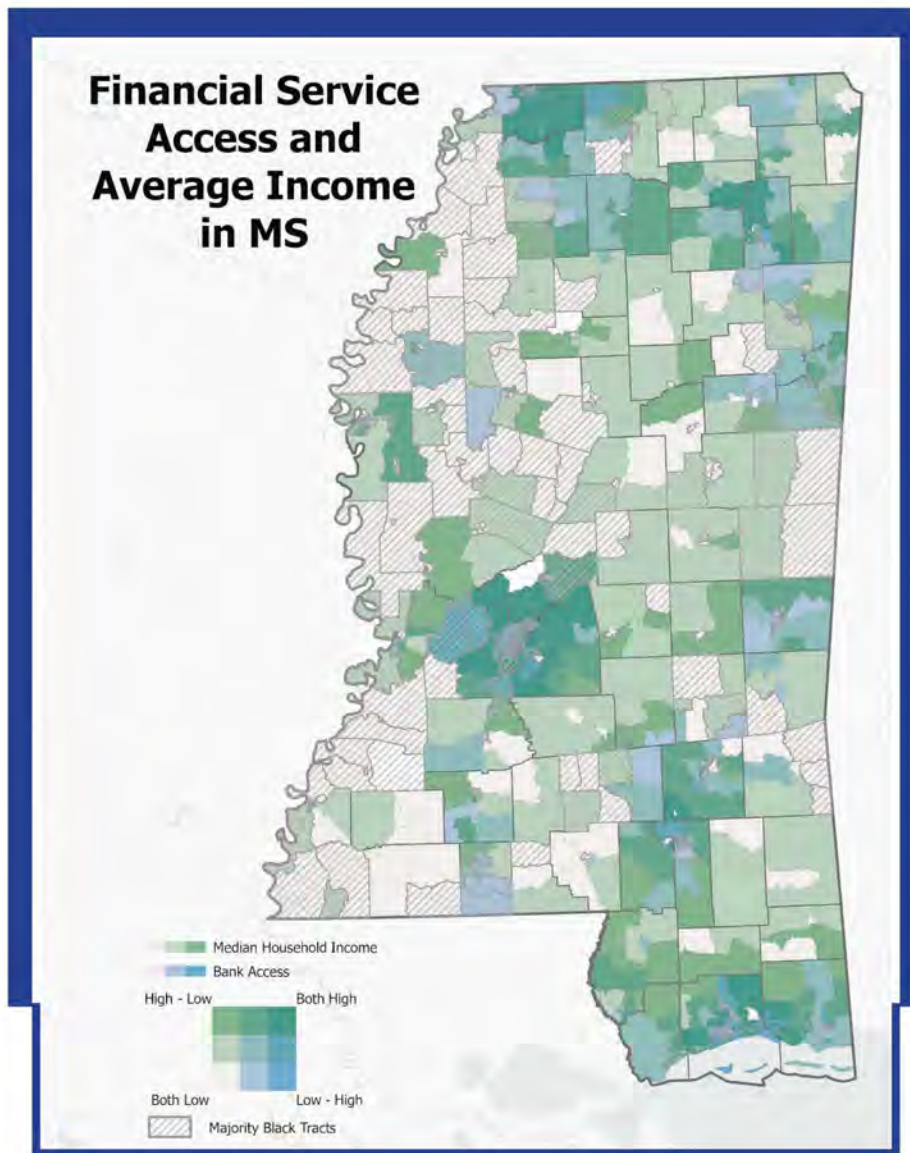 Financial Service
Access and
Average Income
in MS
Median Household Income
Bank Access
High - Low Both High
Both Low Low - High
Majority Black Tracts